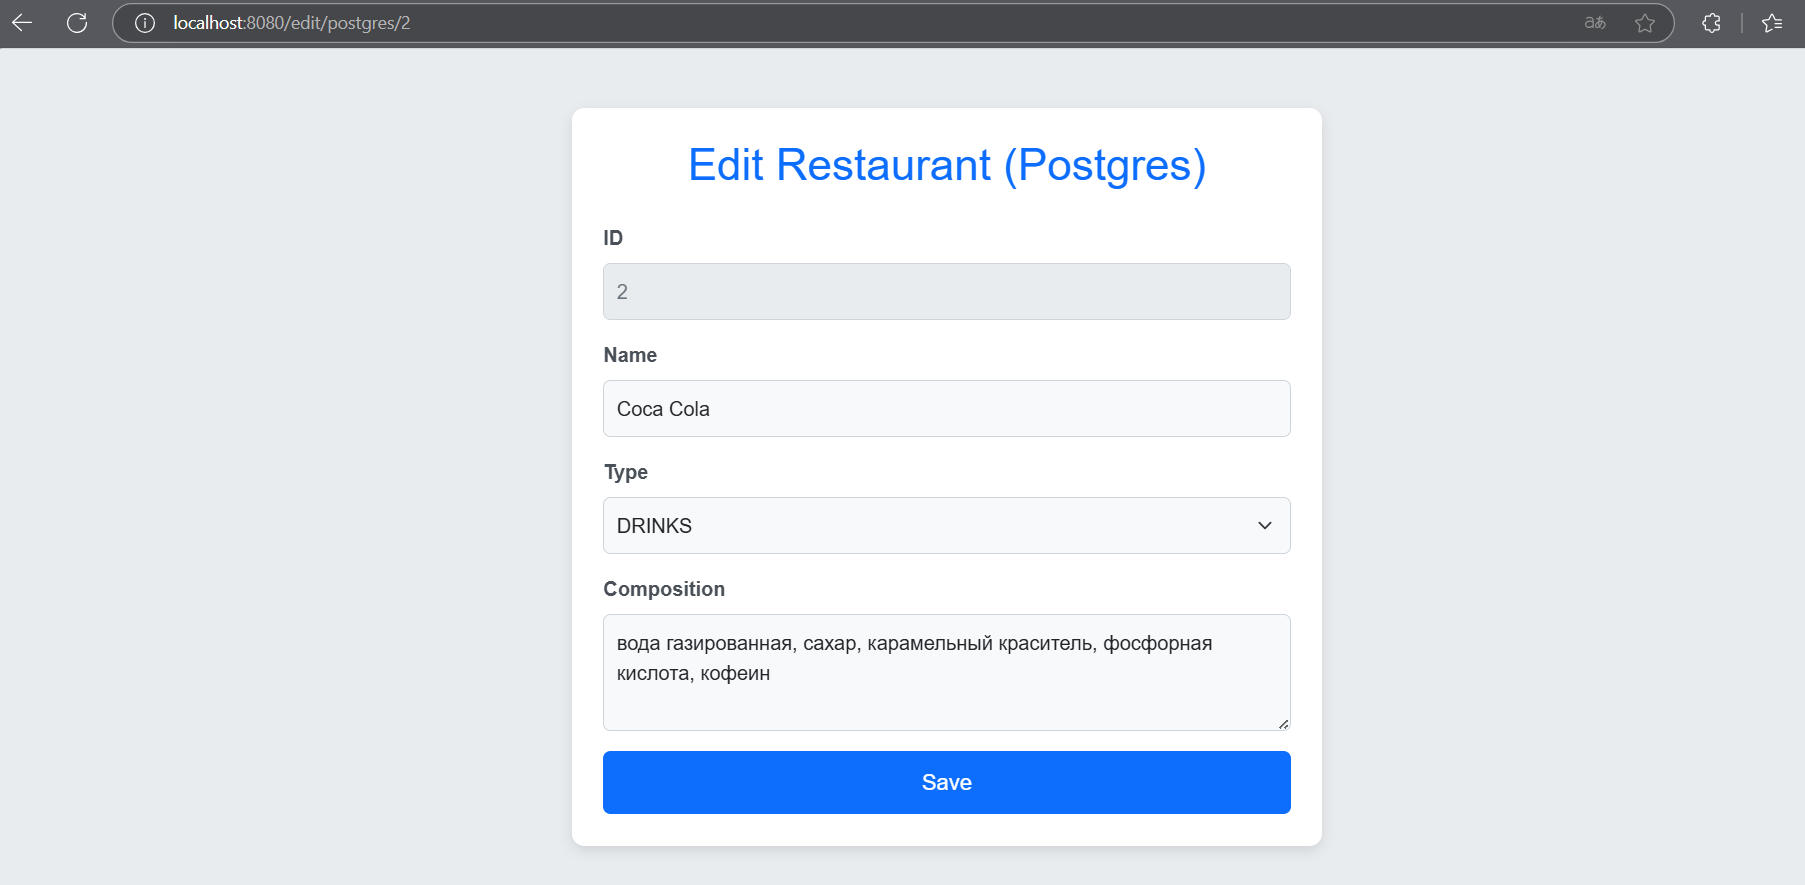 localhost:8080/edit/postgres/2
Edit Restaurant (Postgres)
ID
2
Name
Coca Cola
Type
DRINKS
Composition
вода газированная, сахар, карамельный краситель, фосфорная
кислота, кофеин
Save